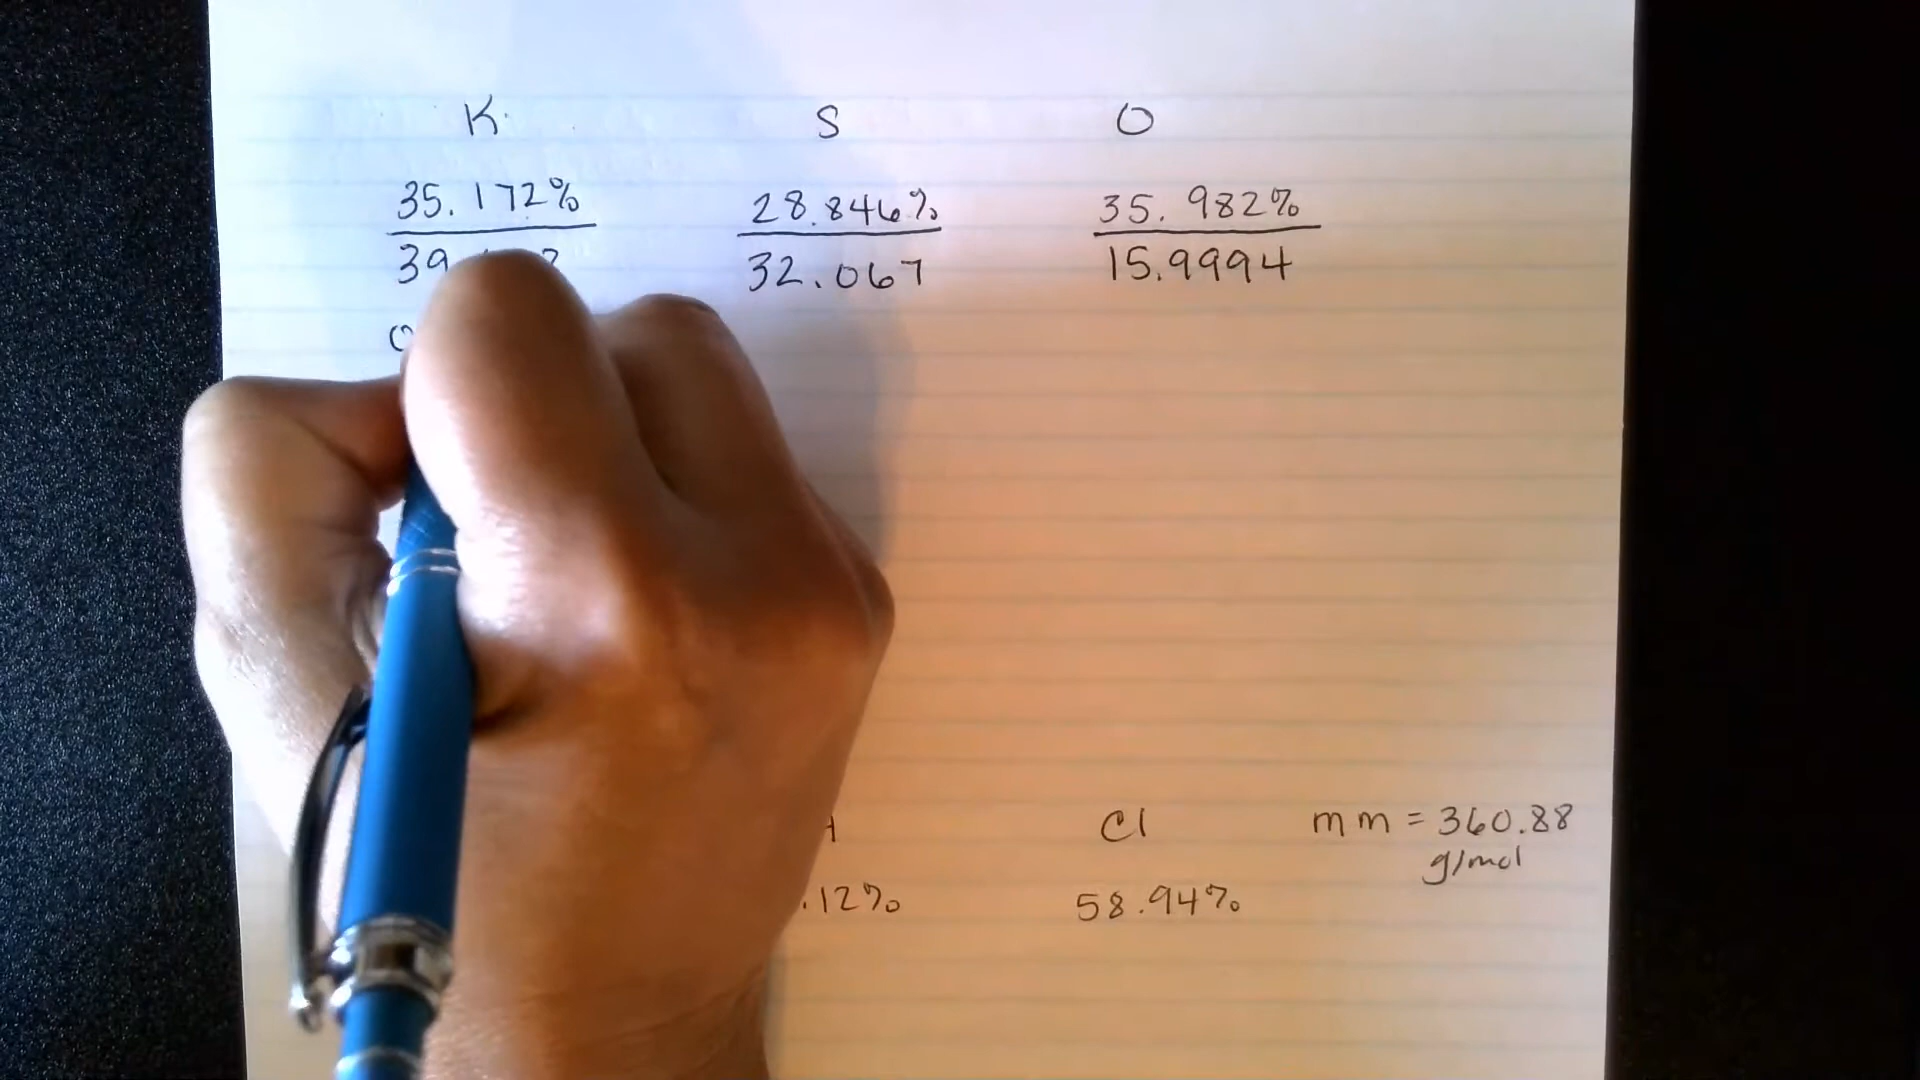 K S O
35.172% 28.846% 35.982%
32.067 15.9994
Cl mm = 360.88
g/mol
.12% 58.94%